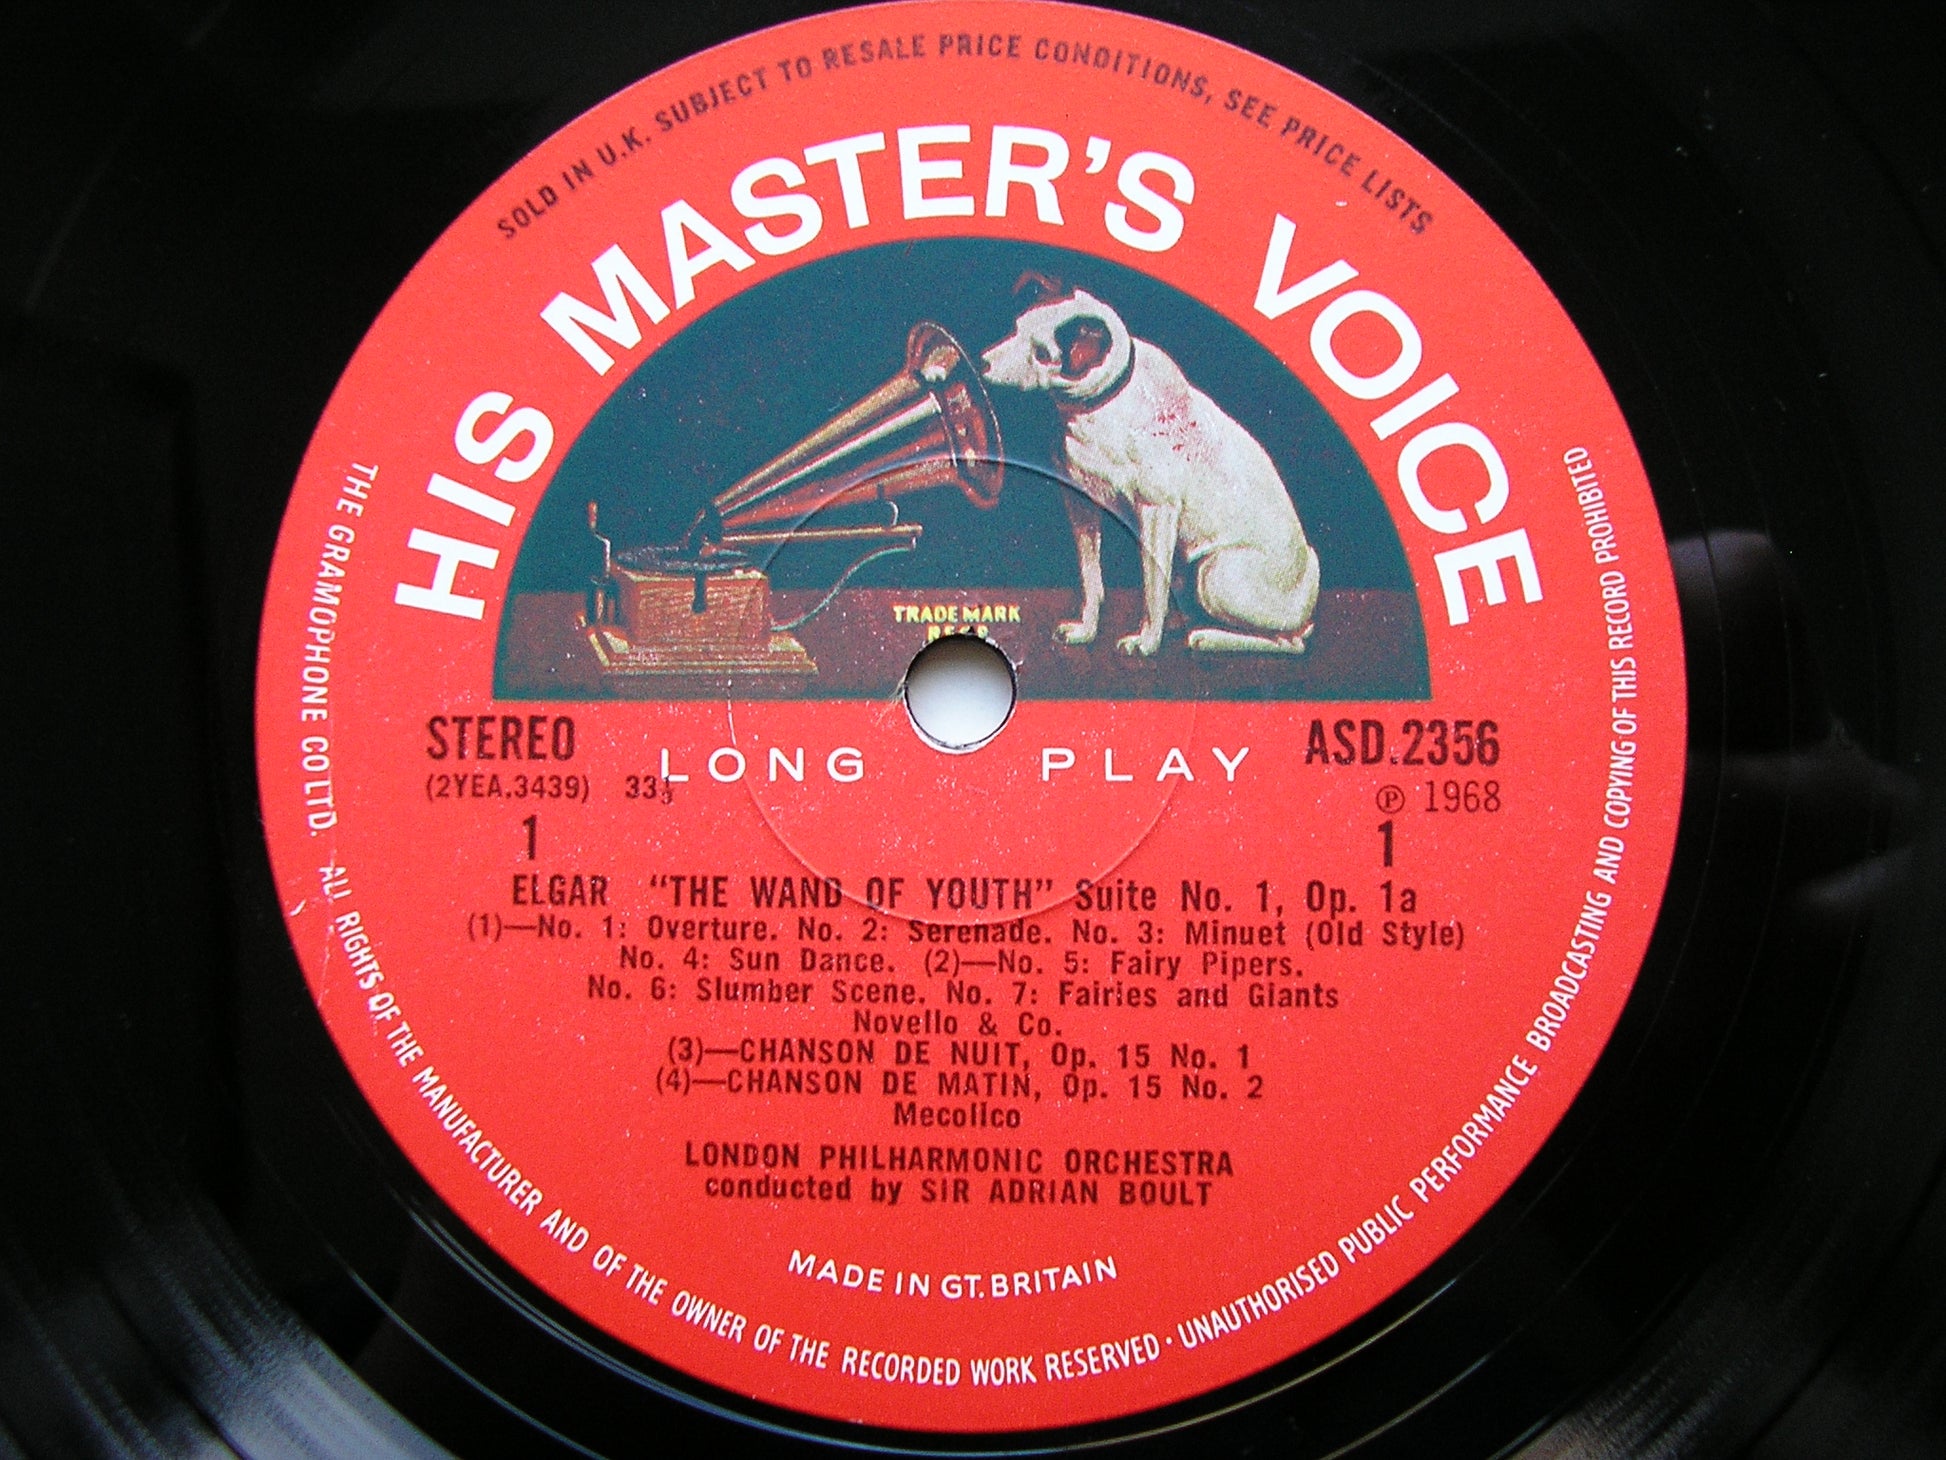 SOLD IN U.K. SUBJECT TO RESALE PRICE CONDITIONS, SEE PRICE LISTS
HIS MASTER'S VOICE
TRADE MARK
STEREO
ASD.2356
LONG PLAY
(2YEA.3439) 33⅓
℗ 1968
1
1
ELGAR "THE WAND OF YOUTH" Suite No. 1, Op. 1a
(1)—No. 1: Overture. No. 2: Serenade. No. 3: Minuet (Old Style)
No. 4: Sun Dance. (2)—No. 5: Fairy Pipers.
No. 6: Slumber Scene. No. 7: Fairies and Giants
Novello & Co.
(3)—CHANSON DE NUIT, Op. 15 No. 1
(4)—CHANSON DE MATIN, Op. 15 No. 2
Mecolico
LONDON PHILHARMONIC ORCHESTRA
conducted by SIR ADRIAN BOULT
MADE IN GT. BRITAIN
THE GRAMOPHONE CO LTD. ALL RIGHTS OF THE MANUFACTURER AND OF THE OWNER OF THE RECORDED WORK RESERVED · UNAUTHORISED PUBLIC PERFORMANCE BROADCASTING AND COPYING OF THIS RECORD PROHIBITED